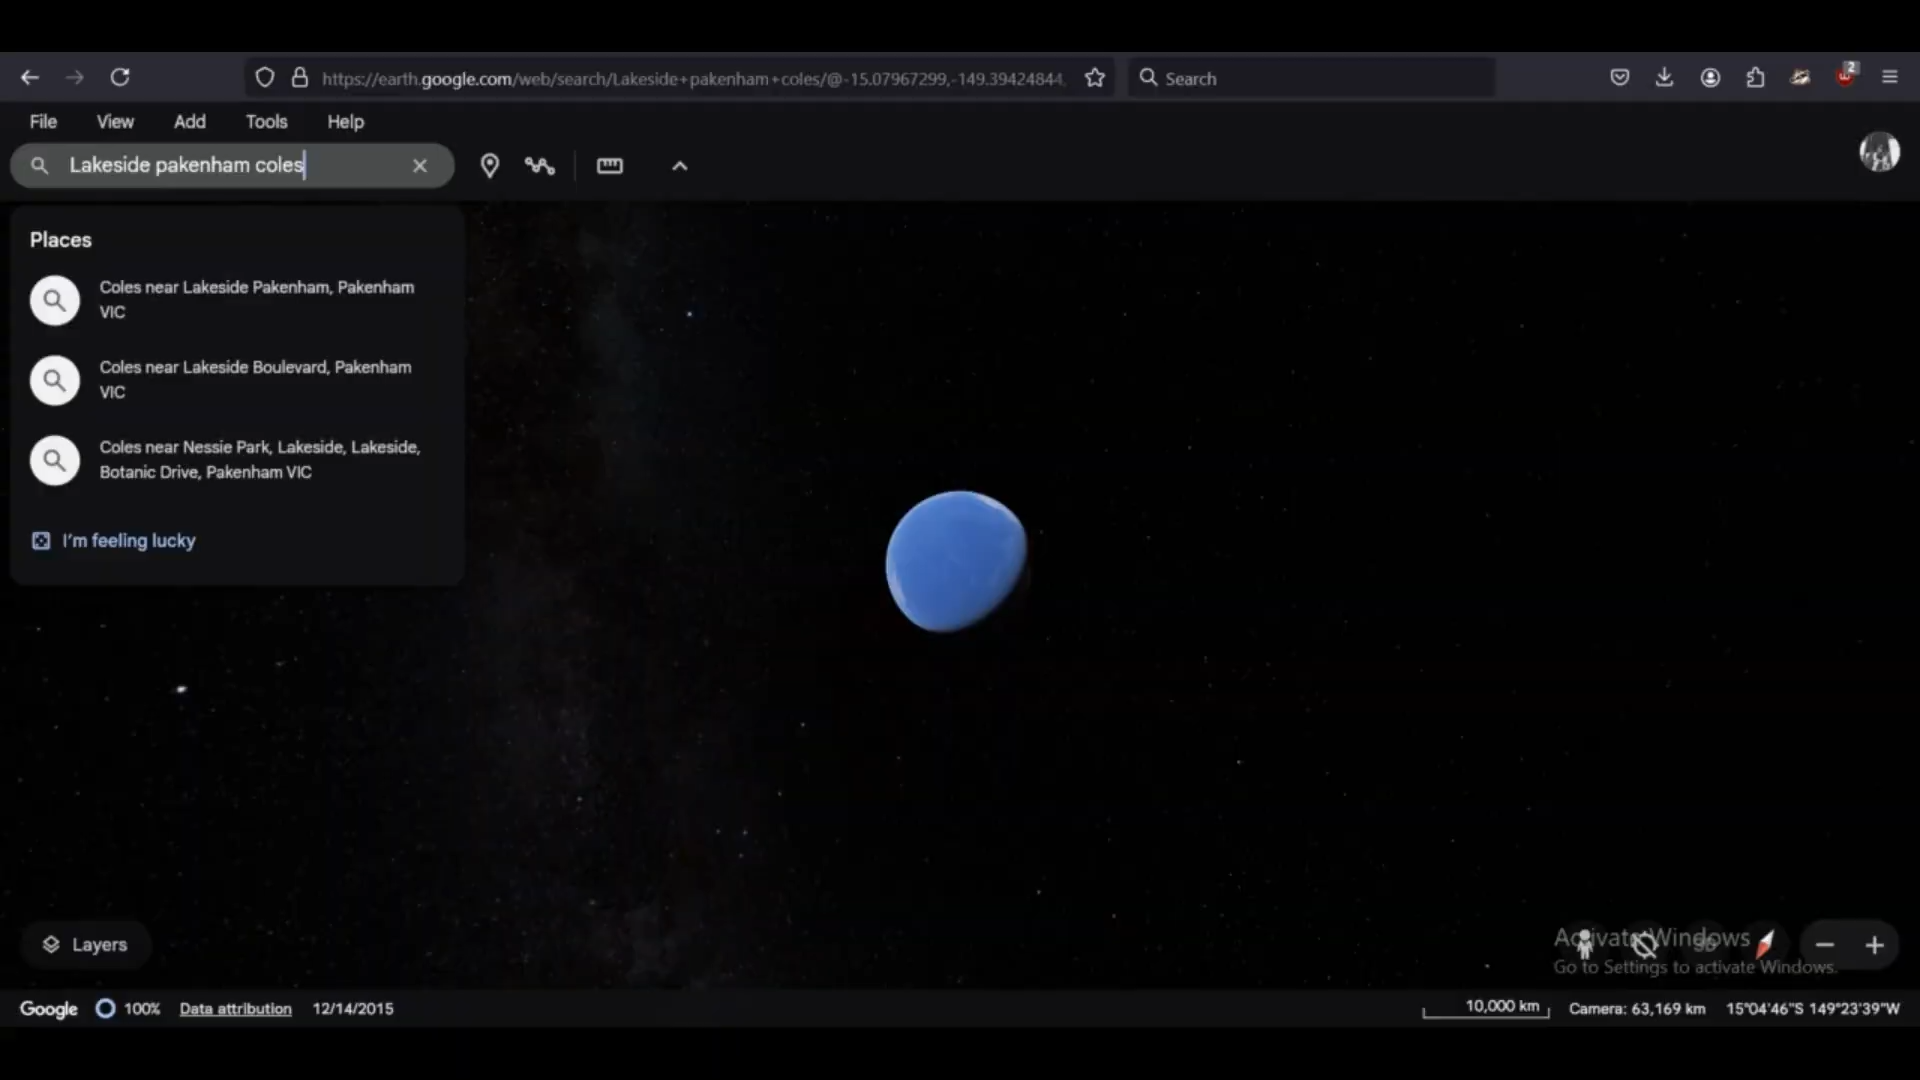 https://earth.google.com/web/search/Lakeside+pakenham+coles/@-15.07967299,-149.39424844,
Search
2
File View Add Tools Help
Lakeside pakenham coles
Places
Coles near Lakeside Pakenham, Pakenham
VIC
Coles near Lakeside Boulevard, Pakenham
VIC
Coles near Nessie Park, Lakeside, Lakeside,
Botanic Drive, Pakenham VIC
I'm feeling lucky
Layers
Activate Windows
Go to Settings to activate Windows.
Google 100% Data attribution 12/14/2015 10,000 km Camera: 63,169 km 15°04'46"S 149°23'39"W